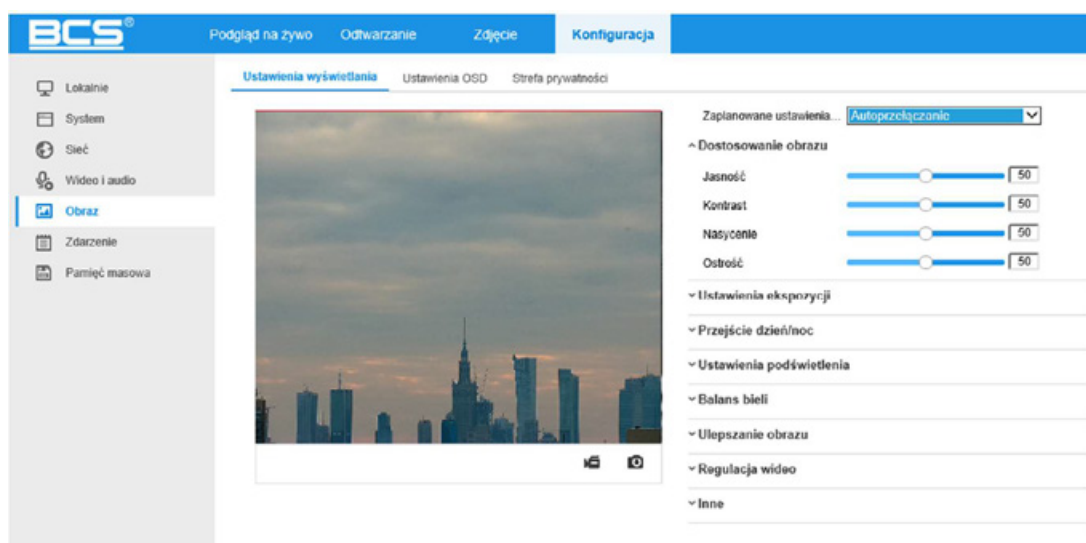 BCS®
Podgląd na żywo Odtwarzanie Zdjęcie Konfiguracja
Ustawienia wyświetlania Ustawienia OSD Strefa prywatności
Lokalnie
System
Sieć
Wideo i audio
Obraz
Zdarzenie
Pamięć masowa
Zaplanowane ustawienia... Autoprzełączanie
Dostosowanie obrazu
Jasność 50
Kontrast 50
Nasycenie 50
Ostrość 50
Ustawienia ekspozycji
Przejście dzień/noc
Ustawienia podświetlenia
Balans bieli
Ulepszanie obrazu
Regulacja wideo
Inne